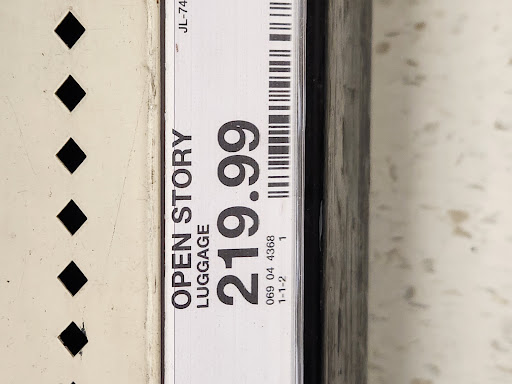 JL-74
OPEN STORY
LUGGAGE
219.99
069 04 4368
1-1-2 1